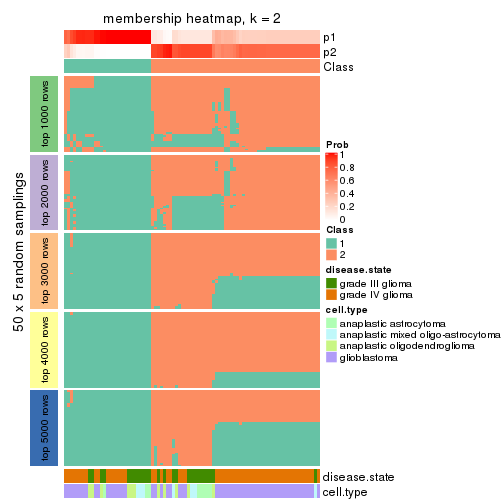 membership heatmap, k = 2
p1
p2
Class
50 x 5 random samplings
top 1000 rows
top 2000 rows
top 3000 rows
top 4000 rows
top 5000 rows
Prob
1
0.8
0.6
0.4
0.2
0
Class
1
2
disease.state
grade III glioma
grade IV glioma
cell.type
anaplastic astrocytoma
anaplastic mixed oligo-astrocytoma
anaplastic oligodendroglioma
glioblastoma
disease.state
cell.type